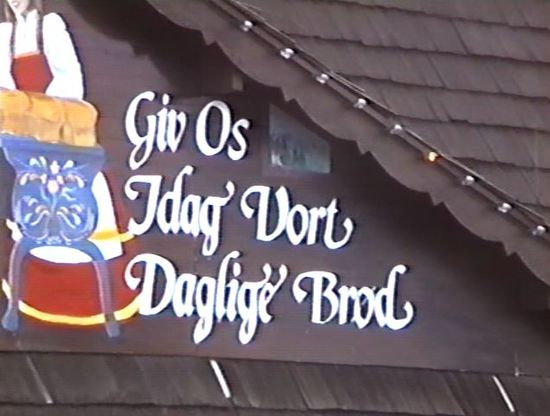 Giv Os
Idag Vort
Daglige Brød